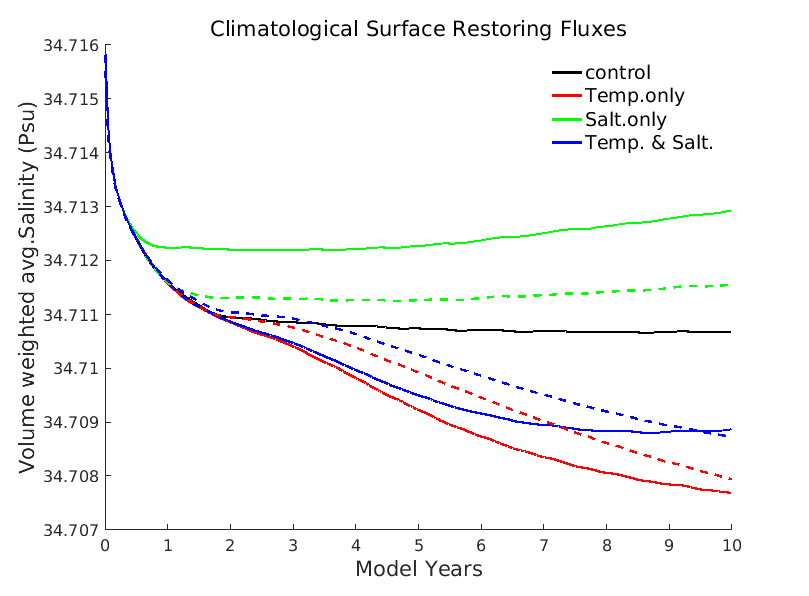 Climatological Surface Restoring Fluxes
control
Temp.only
Salt.only
Temp. & Salt.
Volume weighted avg.Salinity (Psu)
34.716
34.715
34.714
34.713
34.712
34.711
34.71
34.709
34.708
34.707
0 1 2 3 4 5 6 7 8 9 10
Model Years